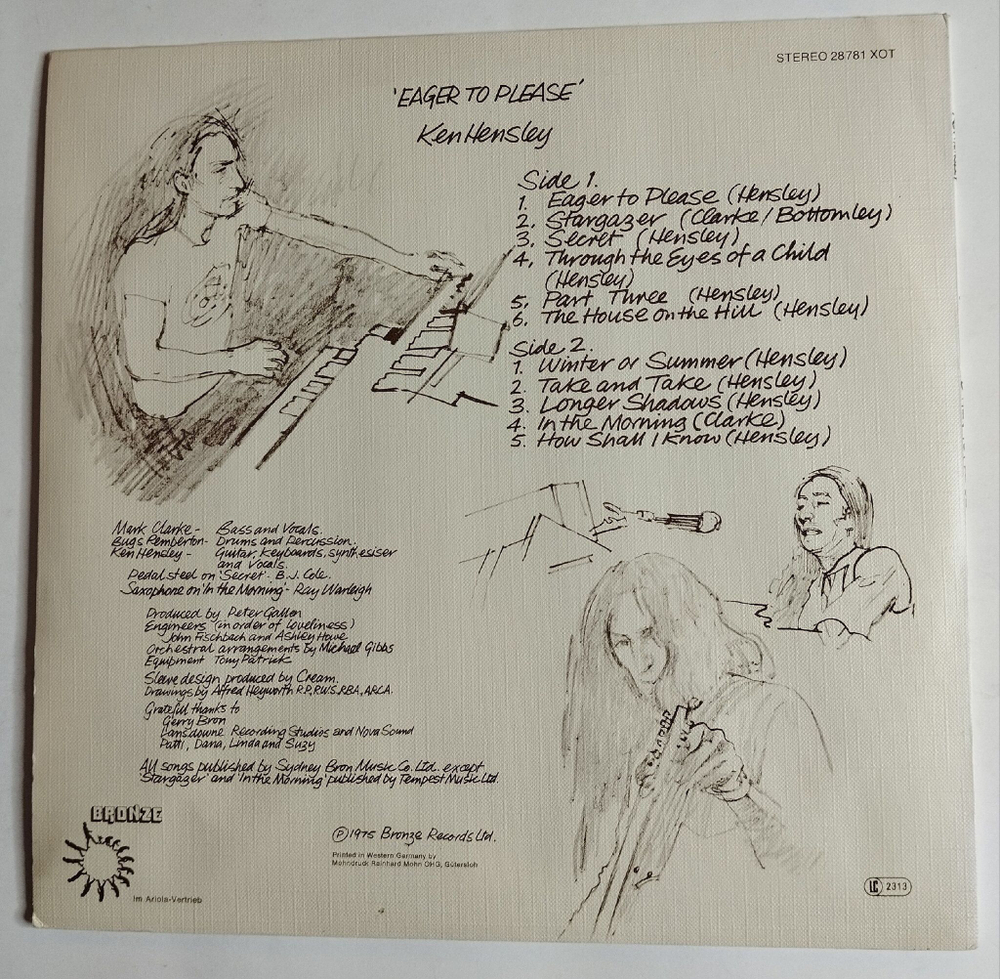 STEREO 28781 XOT
'EAGER TO PLEASE'
Ken Hensley
Side 1.
1. Eager to Please (Hensley)
2. Stargazer (Clarke/Bottomley)
3. Secret (Hensley)
4. Through the Eyes of a Child
(Hensley)
5. Part Three (Hensley)
6. The House on the Hill (Hensley)
Side 2.
1. Winter or Summer (Hensley)
2. Take and Take (Hensley)
3. Longer Shadows (Hensley)
4. In the Morning (Clarke)
5. How Shall I Know (Hensley)
Mark Clarke - Bass and Vocals.
Bugs Pemberton - Drums and Percussion.
Ken Hensley - Guitar, Keyboards, synthesiser
and Vocals.
Pedal steel on 'Secret'. B.J. Cole.
Saxophone on 'In the Morning' - Ray Warleigh
Produced by Peter Gallen
Engineers (in order of loveliness)
John Fischbach and Ashley Howe
Orchestral arrangements by Michael Gibbs
Equipment Tony Patrick
Sleeve design produced by Cream.
Drawings by Alfred Heyworth R.P., R.W.S. R.B.A., A.R.C.A.
Grateful thanks to
Gerry Bron
Lansdowne Recording Studios and Nova Sound
Patti, Dana, Linda and Suzy
All songs published by Sydney Bron Music Co. Ltd. except
'Stargazer' and 'In the Morning' published by Tempest Music Ltd.
BRONZE
Ⓟ 1975 Bronze Records Ltd.
Printed in Western Germany by
Mohndruck Reinhard Mohn OHG, Gütersloh
LC 2313
Im Ariola-Vertrieb